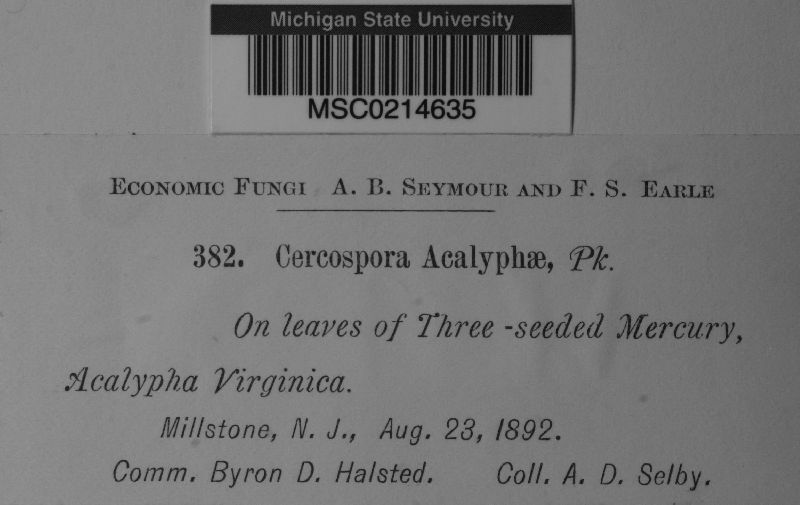 Michigan State University
MSC0214635
Economic Fungi A. B. Seymour and F. S. Earle
382. Cercospora Acalyphæ, Pk.
On leaves of Three-seeded Mercury,
Acalypha Virginica.
Millstone, N. J., Aug. 23, 1892.
Comm. Byron D. Halsted. Coll. A. D. Selby.